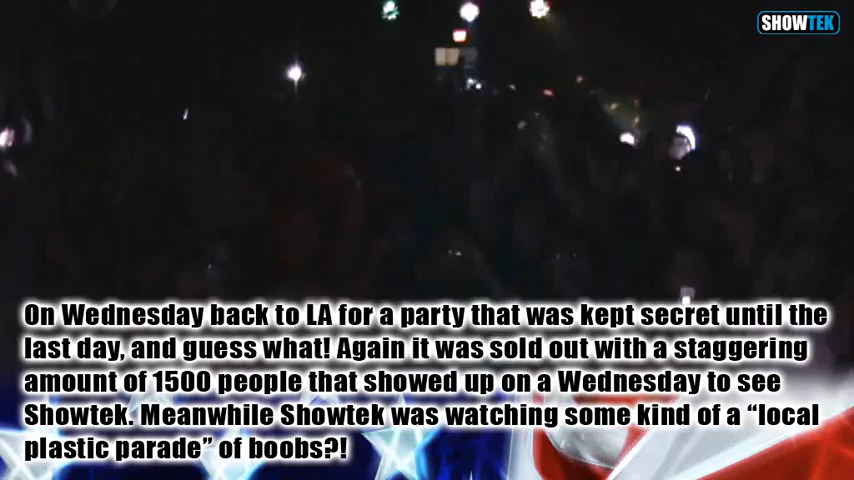 SHOWTEK
On Wednesday back to LA for a party that was kept secret until the
last day, and guess what! Again it was sold out with a staggering
amount of 1500 people that showed up on a Wednesday to see
Showtek. Meanwhile Showtek was watching some kind of a “local
plastic parade” of boobs?!